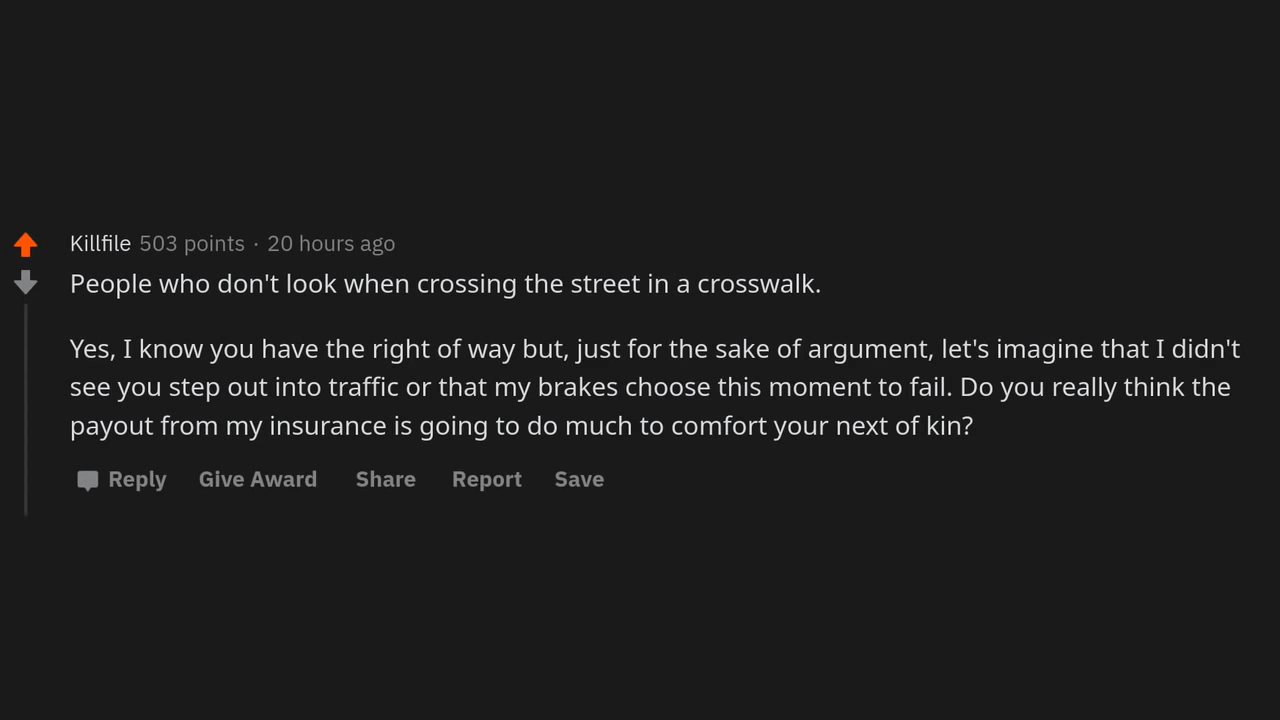 Killfile 503 points · 20 hours ago
People who don't look when crossing the street in a crosswalk.
Yes, I know you have the right of way but, just for the sake of argument, let's imagine that I didn't
see you step out into traffic or that my brakes choose this moment to fail. Do you really think the
payout from my insurance is going to do much to comfort your next of kin?
Reply Give Award Share Report Save